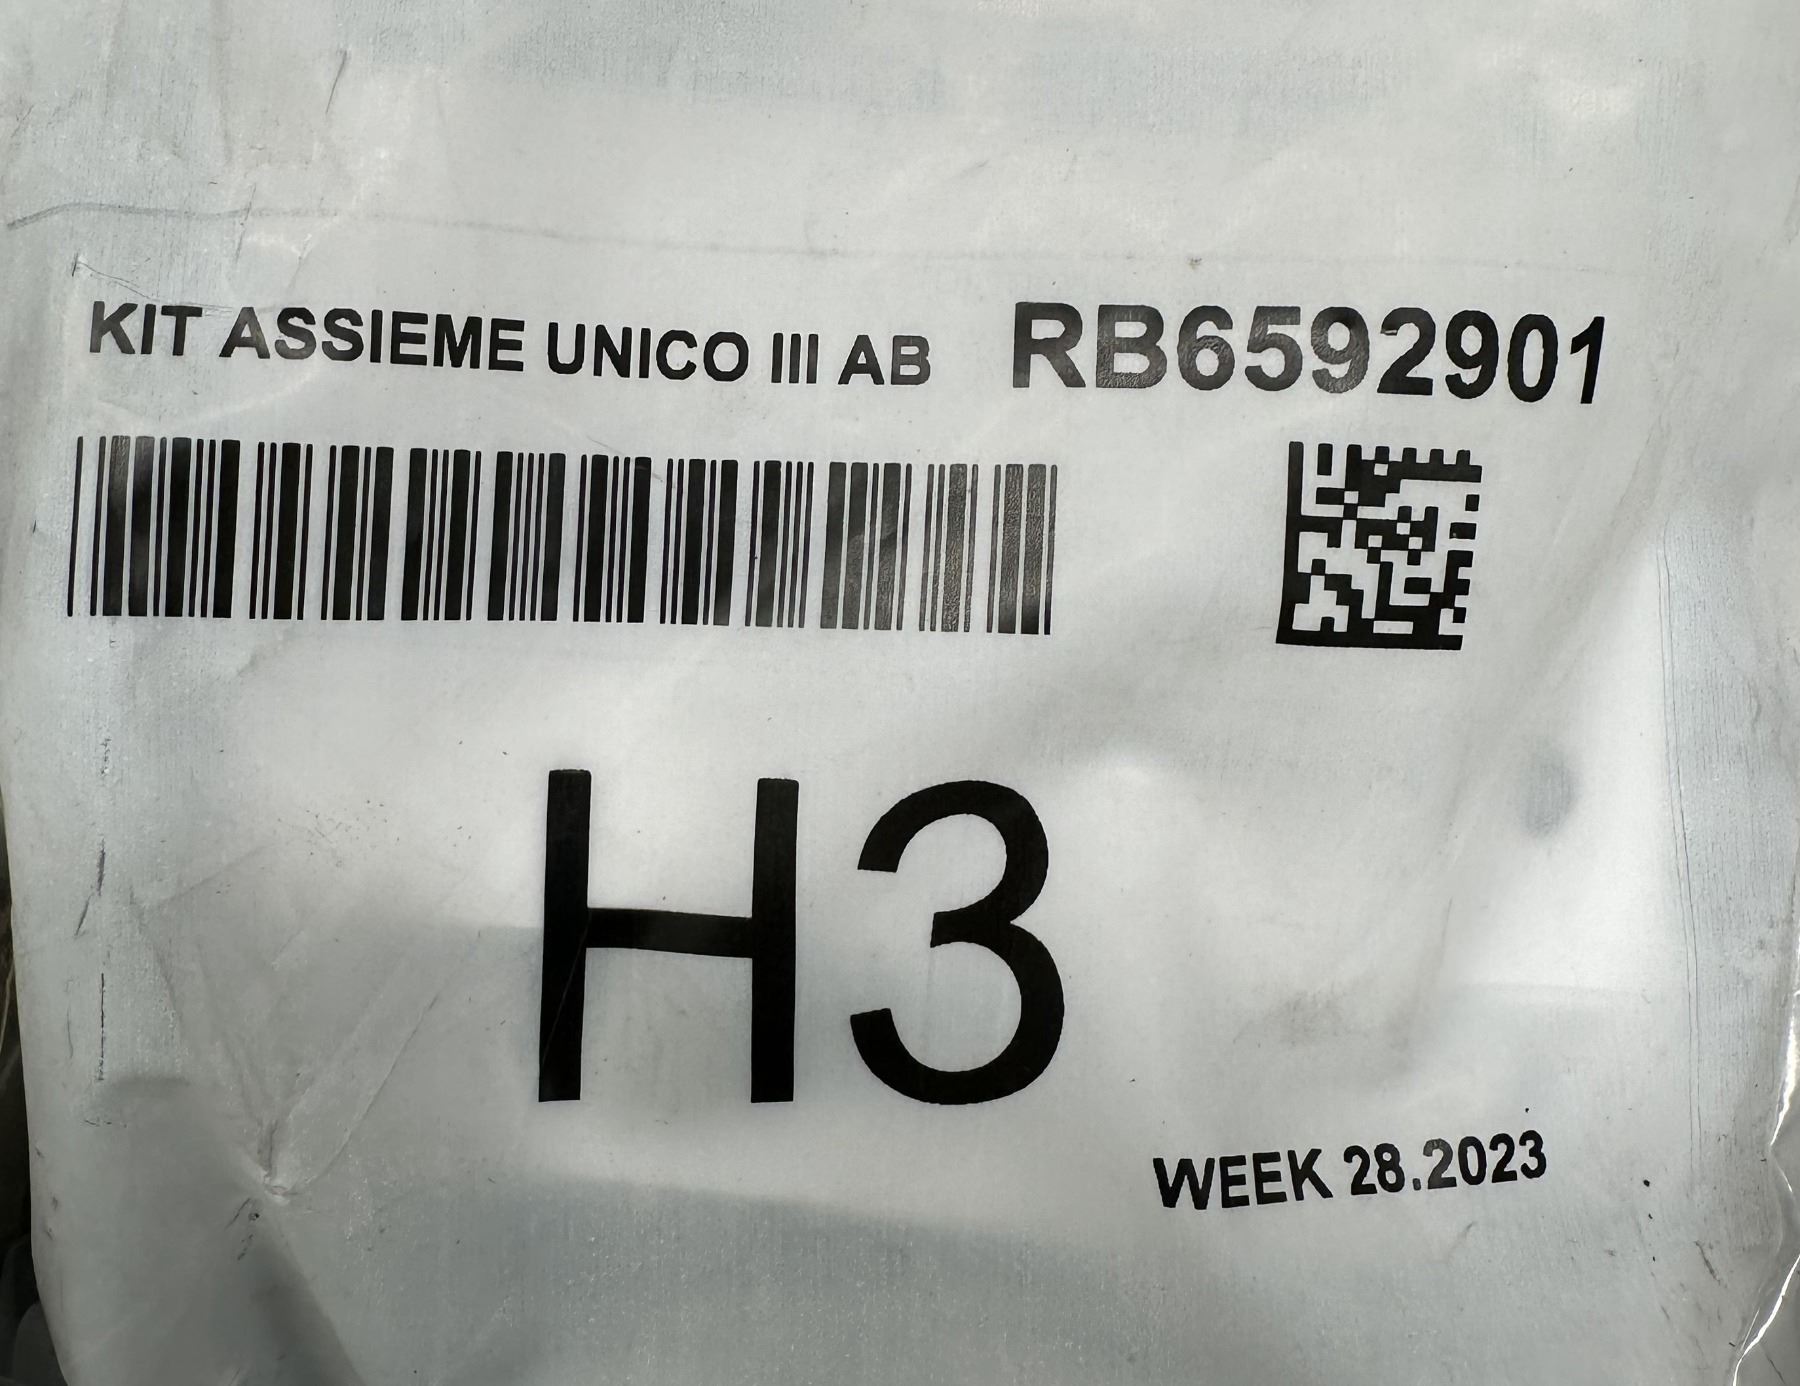 KIT ASSIEME UNICO III AB RB6592901
H3
WEEK 28.2023